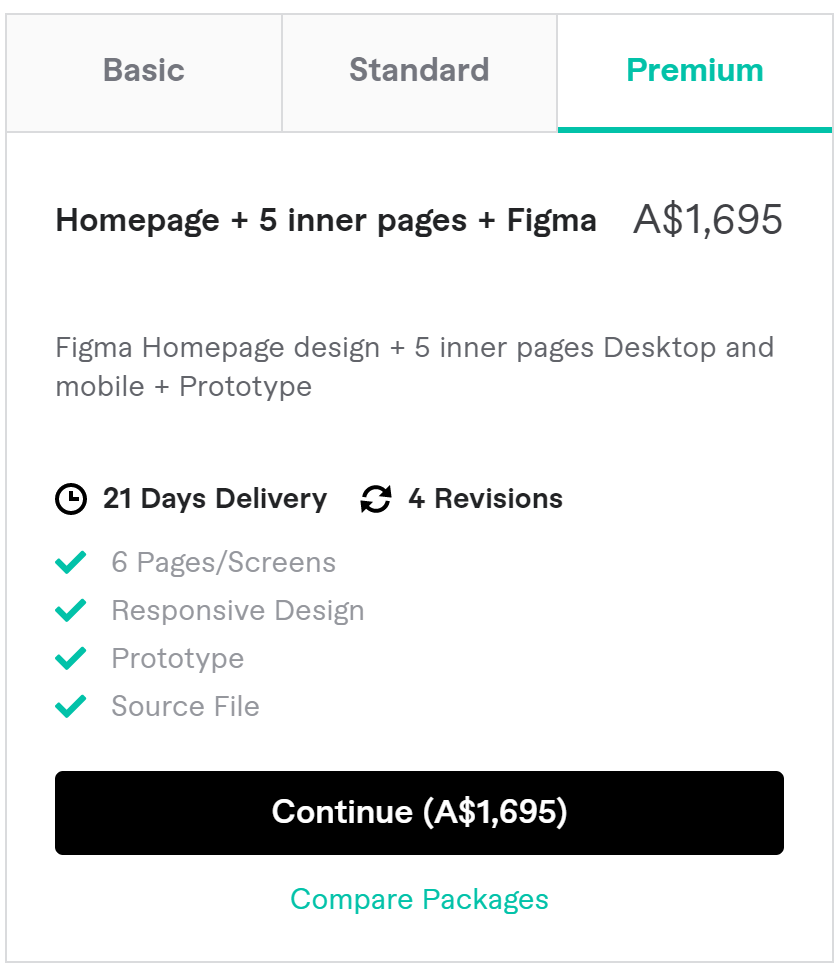 Basic Standard Premium
Homepage + 5 inner pages + Figma A$1,695
Figma Homepage design + 5 inner pages Desktop and
mobile + Prototype
21 Days Delivery 4 Revisions
6 Pages/Screens
Responsive Design
Prototype
Source File
Continue (A$1,695)
Compare Packages